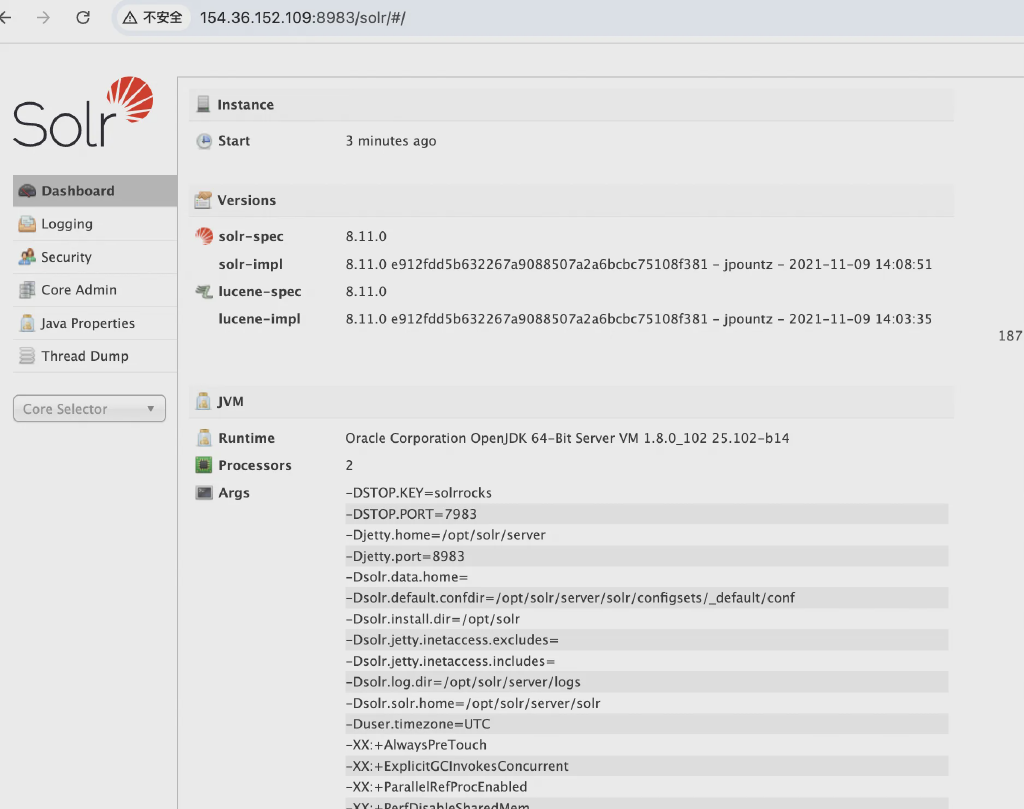 不安全 154.36.152.109:8983/solr/#/
Solr
Dashboard
Logging
Security
Core Admin
Java Properties
Thread Dump
Core Selector
Instance
Start 3 minutes ago
Versions
solr-spec 8.11.0
solr-impl 8.11.0 e912fdd5b632267a9088507a2a6bcbc75108f381 - jpountz - 2021-11-09 14:08:51
lucene-spec 8.11.0
lucene-impl 8.11.0 e912fdd5b632267a9088507a2a6bcbc75108f381 - jpountz - 2021-11-09 14:03:35
187
JVM
Runtime Oracle Corporation OpenJDK 64-Bit Server VM 1.8.0_102 25.102-b14
Processors 2
Args -DSTOP.KEY=solrrocks
-DSTOP.PORT=7983
-Djetty.home=/opt/solr/server
-Djetty.port=8983
-Dsolr.data.home=
-Dsolr.default.confdir=/opt/solr/server/solr/configsets/_default/conf
-Dsolr.install.dir=/opt/solr
-Dsolr.jetty.inetaccess.excludes=
-Dsolr.jetty.inetaccess.includes=
-Dsolr.log.dir=/opt/solr/server/logs
-Dsolr.solr.home=/opt/solr/server/solr
-Duser.timezone=UTC
-XX:+AlwaysPreTouch
-XX:+ExplicitGCInvokesConcurrent
-XX:+ParallelRefProcEnabled
-XX:+PerfDisableSharedMem